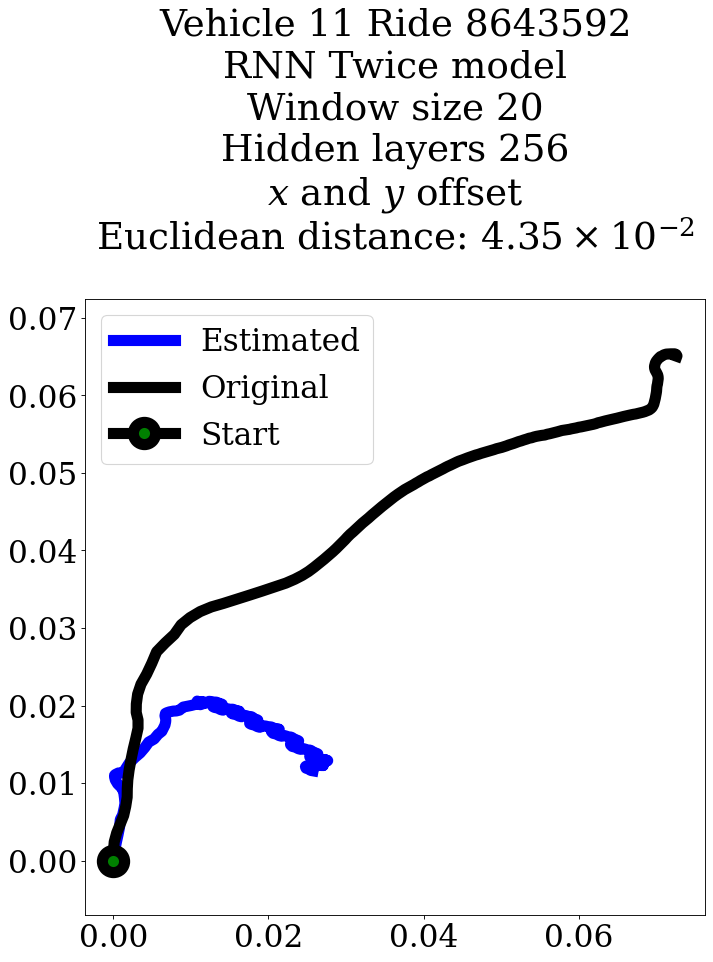 Vehicle 11 Ride 8643592
RNN Twice model
Window size 20
Hidden layers 256
x and y offset
Euclidean distance: 4.35 × 10⁻²
0.07
0.06
0.05
0.04
0.03
0.02
0.01
0.00
Estimated
Original
Start
0.00 0.02 0.04 0.06